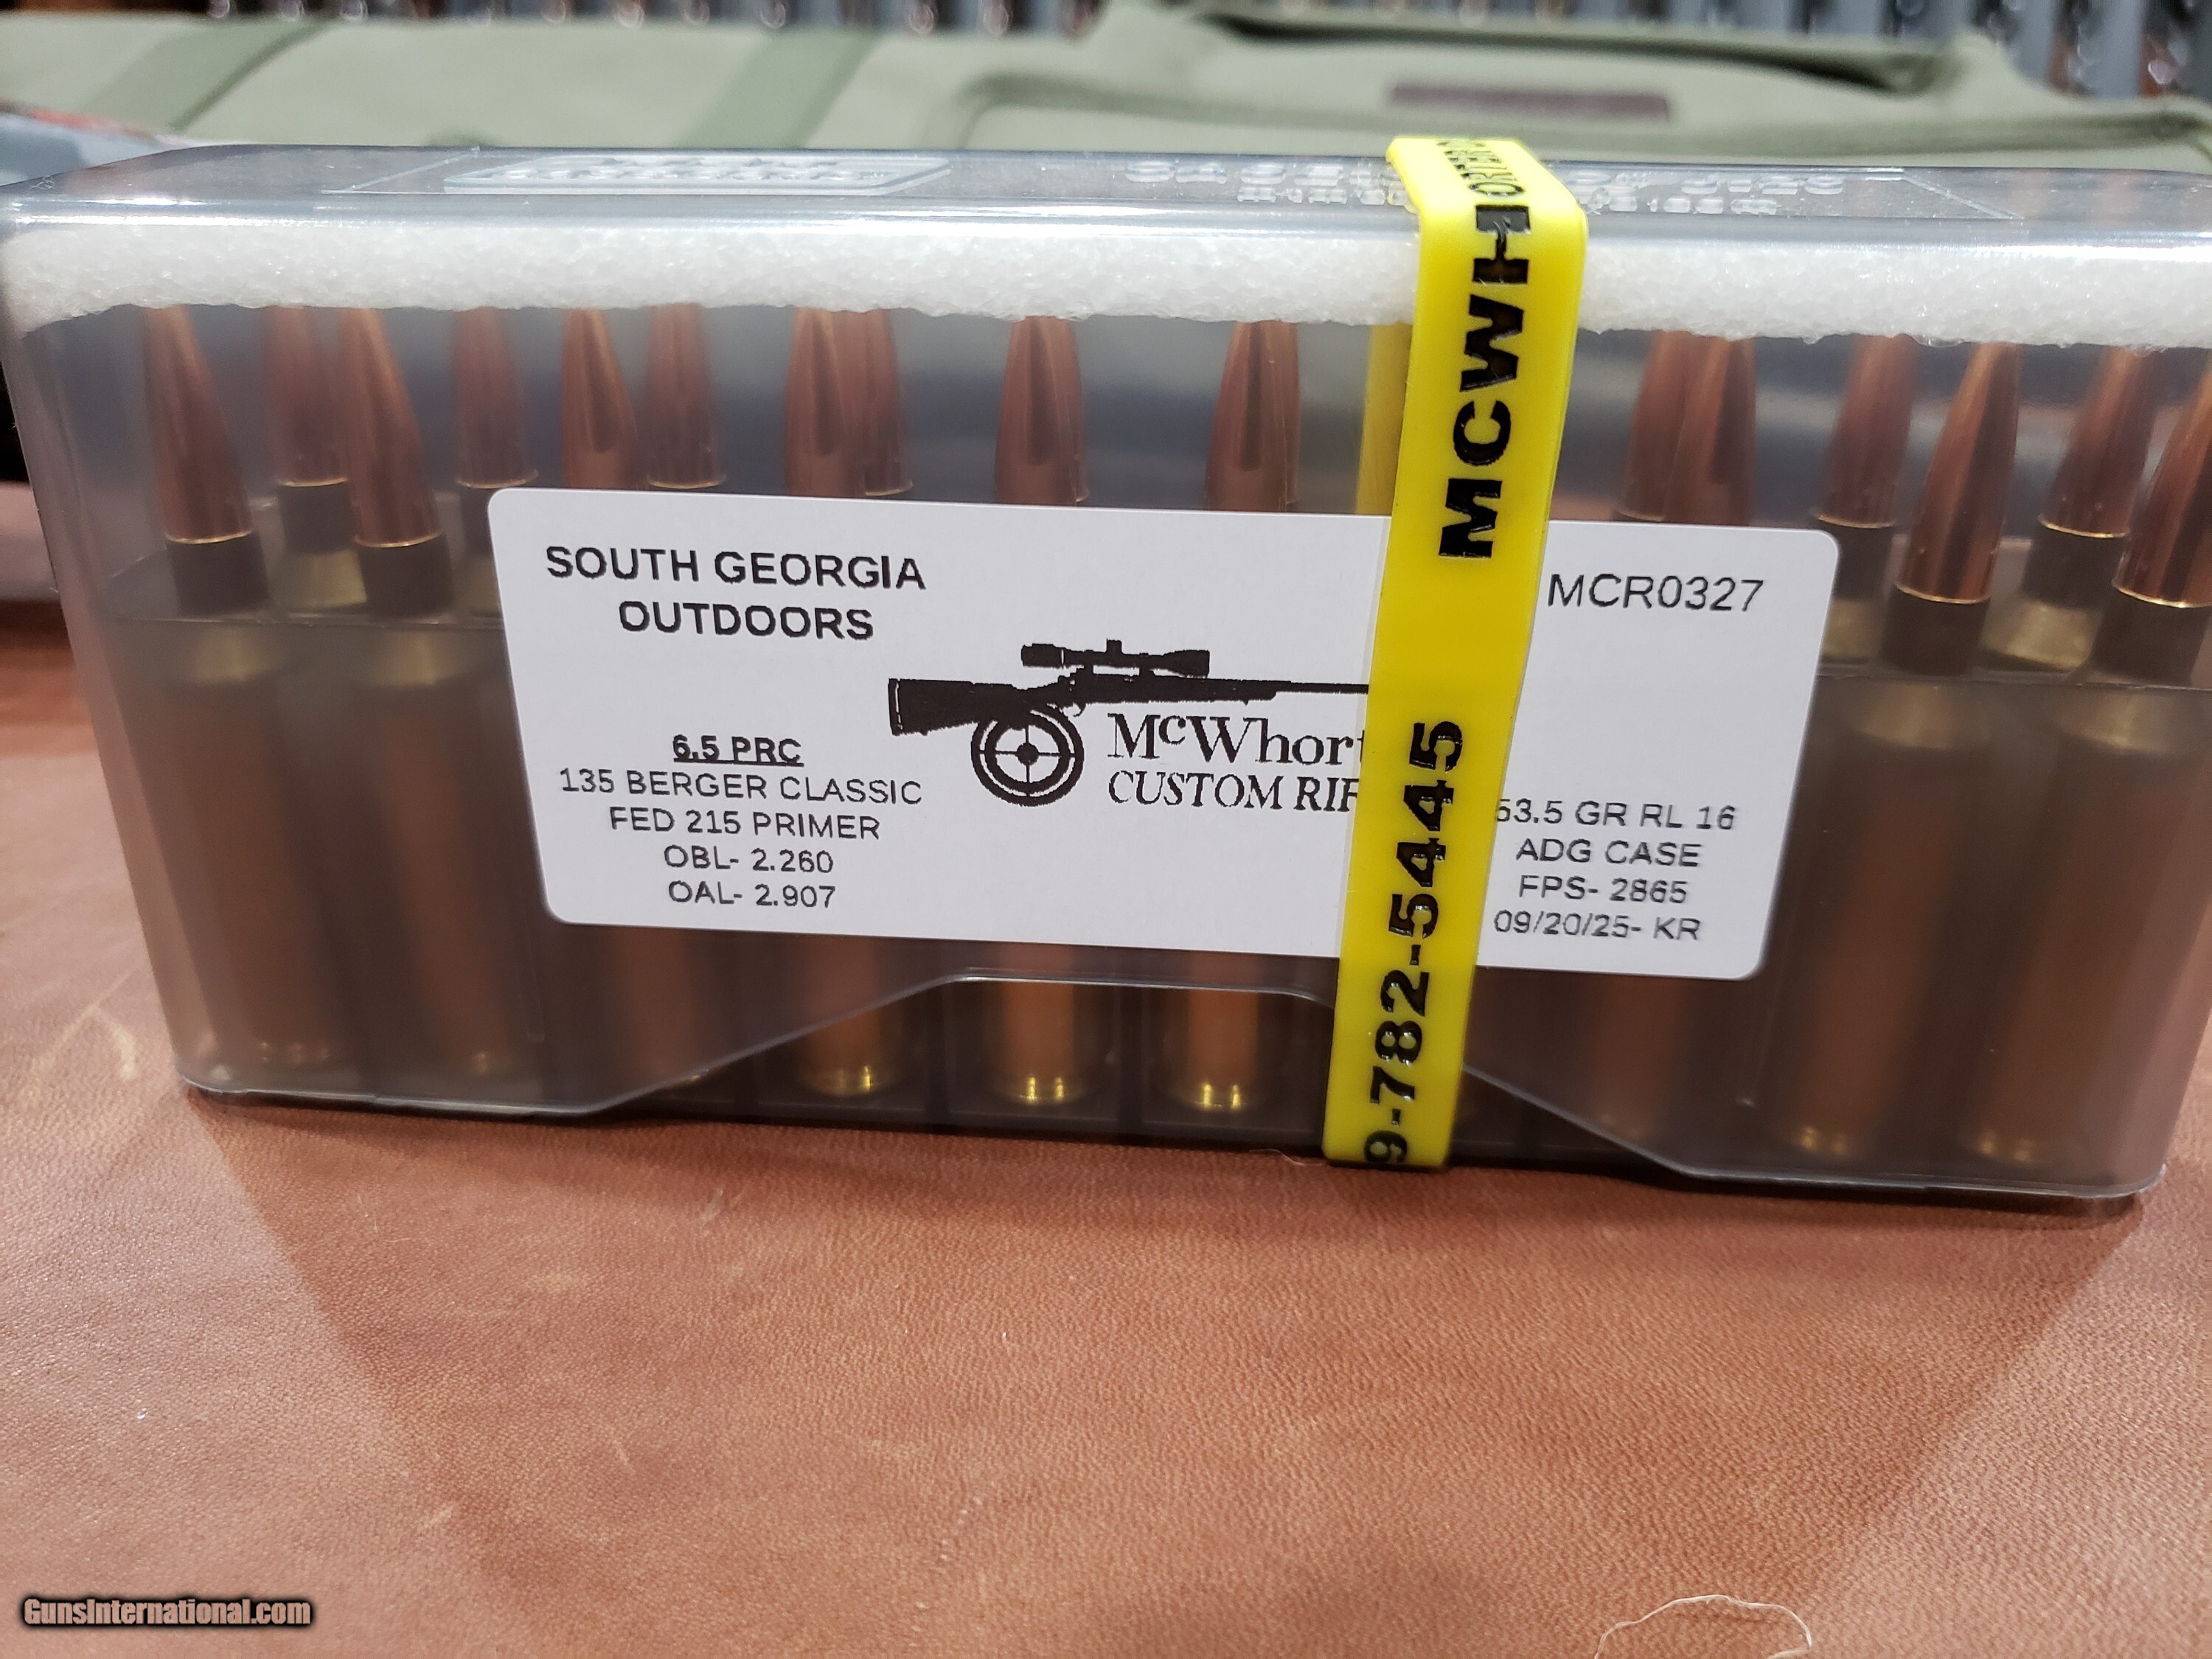 SOUTH GEORGIA
OUTDOORS
MCR0327
McWhort
CUSTOM RIF
6.5 PRC
135 BERGER CLASSIC
FED 215 PRIMER
OBL- 2.260
OAL- 2.907
53.5 GR RL 16
ADG CASE
FPS- 2865
09/20/25- KR
9-782-5445 MCWHORTER
GunsInternational.com